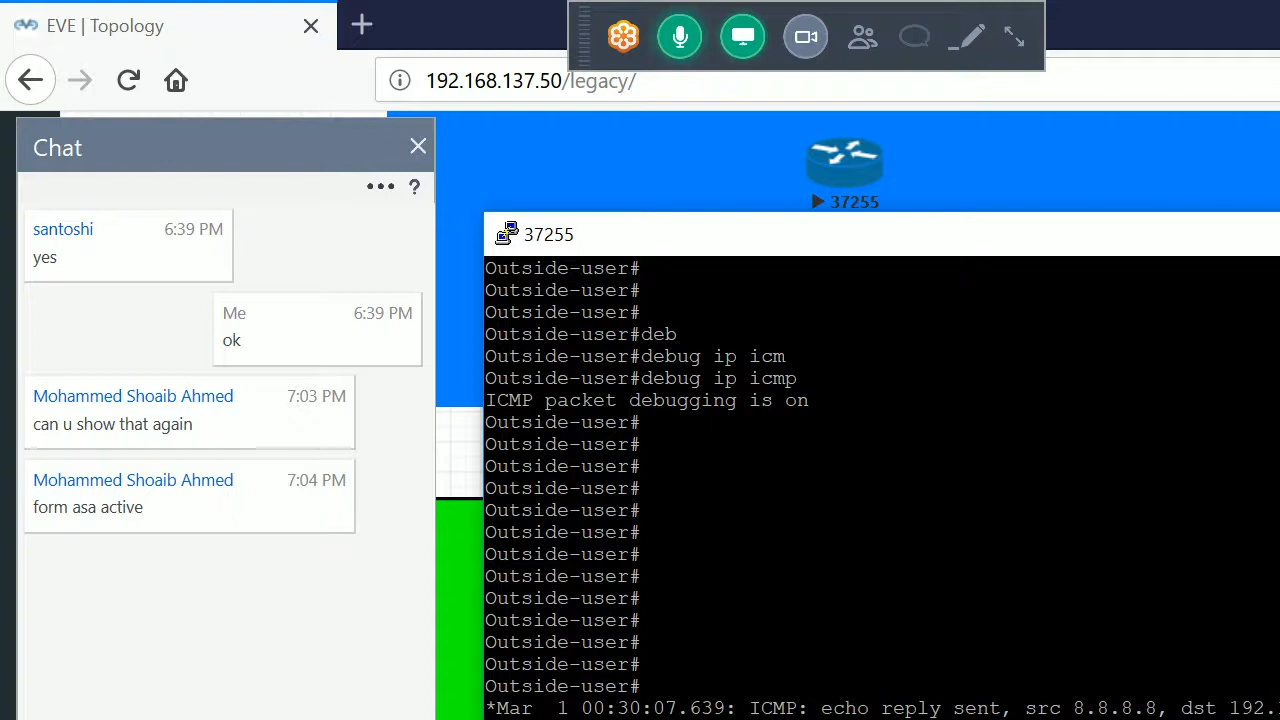 EVE | Topology
192.168.137.50/legacy/
Chat
santoshi 6:39 PM
yes
Me 6:39 PM
ok
Mohammed Shoaib Ahmed 7:03 PM
can u show that again
Mohammed Shoaib Ahmed 7:04 PM
form asa active
37255
37255
Outside-user#
Outside-user#
Outside-user#
Outside-user#deb
Outside-user#debug ip icm
Outside-user#debug ip icmp
ICMP packet debugging is on
Outside-user#
Outside-user#
Outside-user#
Outside-user#
Outside-user#
Outside-user#
Outside-user#
Outside-user#
Outside-user#
Outside-user#
Outside-user#
Outside-user#
Outside-user#
*Mar  1 00:30:07.639: ICMP: echo reply sent, src 8.8.8.8, dst 192.